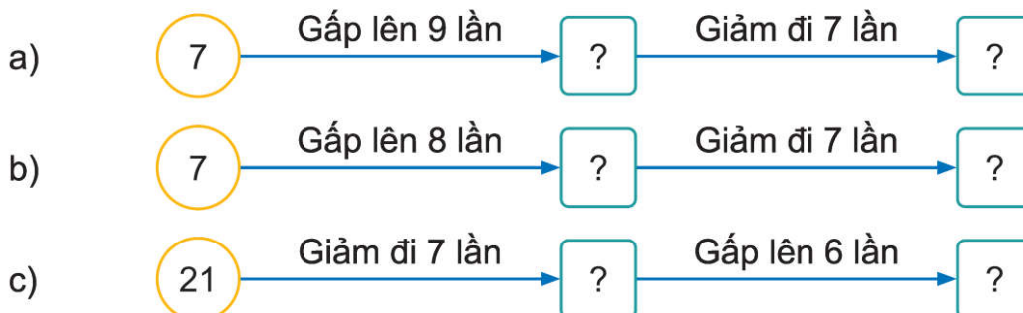 a) 7 Gấp lên 9 lần ? Giảm đi 7 lần ?
b) 7 Gấp lên 8 lần ? Giảm đi 7 lần ?
c) 21 Giảm đi 7 lần ? Gấp lên 6 lần ?